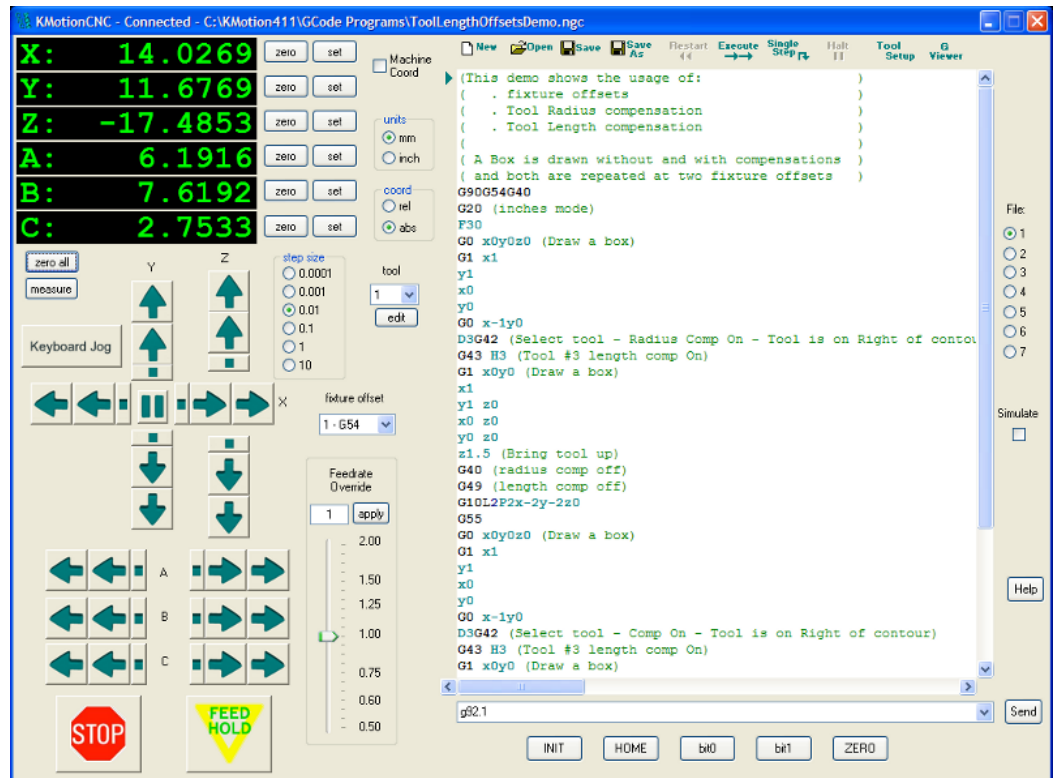 KMotionCNC - Connected - C:\KMotion411\GCode Programs\ToolLengthOffsetsDemo.ngc
X: 14.0269 zero set
Y: 11.6769 zero set
Z: -17.4853 zero set
A: 6.1916 zero set
B: 7.6192 zero set
C: 2.7533 zero set
Machine
Coord
units
mm
inch
coord
rel
abs
zero all
measure
Keyboard Jog
Y
Z
X
step size
0.0001
0.001
0.01
0.1
1
10
tool
1
edit
fixture offset
1 - G54
Feedrate
Override
1 apply
2.00
1.50
1.25
1.00
0.75
0.60
0.50
A
B
C
STOP
FEED
HOLD
New Open Save Save As Restart Execute Single Step Halt Tool Setup G Viewer
(This demo shows the usage of: )
( . fixture offsets )
( . Tool Radius compensation )
( . Tool Length compensation )
( )
( A Box is drawn without and with compensations )
( and both are repeated at two fixture offsets )
G90G54G40
G20 (inches mode)
F30
G0 x0y0z0 (Draw a box)
G1 x1
y1
x0
y0
G0 x-1y0
D3G42 (Select tool - Radius Comp On - Tool is on Right of contou
G43 H3 (Tool #3 length comp On)
G1 x0y0 (Draw a box)
x1
y1 z0
x0 z0
y0 z0
z1.5 (Bring tool up)
G40 (radius comp off)
G49 (length comp off)
G10L2P2x-2y-2z0
G55
G0 x0y0z0 (Draw a box)
G1 x1
y1
x0
y0
G0 x-1y0
D3G42 (Select tool - Comp On - Tool is on Right of contour)
G43 H3 (Tool #3 length comp On)
G1 x0y0 (Draw a box)
File:
1
2
3
4
5
6
7
Simulate
Help
g92.1 Send
INIT HOME bit0 bit1 ZERO